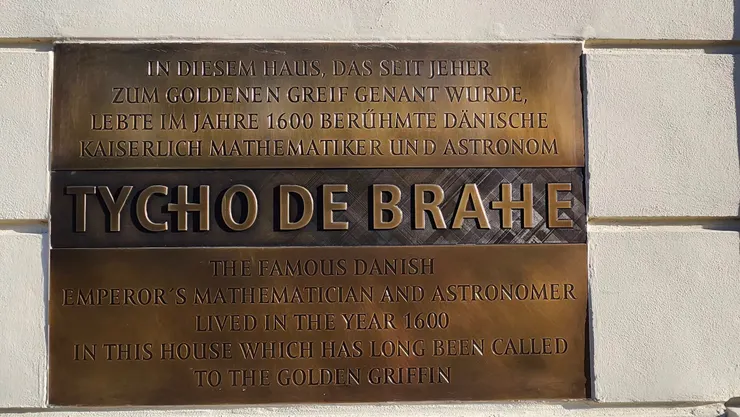 IN DIESEM HAUS, DAS SEIT JEHER
ZUM GOLDENEN GREIF GENANT WURDE,
LEBTE IM JAHRE 1600 BERŰHMTE DÄNISCHE
KAISERLICH MATHEMATIKER UND ASTRONOM
TYCHO DE BRAHE
THE FAMOUS DANISH
EMPEROR´S MATHEMATICIAN AND ASTRONOMER
LIVED IN THE YEAR 1600
IN THIS HOUSE WHICH HAS LONG BEEN CALLED
TO THE GOLDEN GRIFFIN